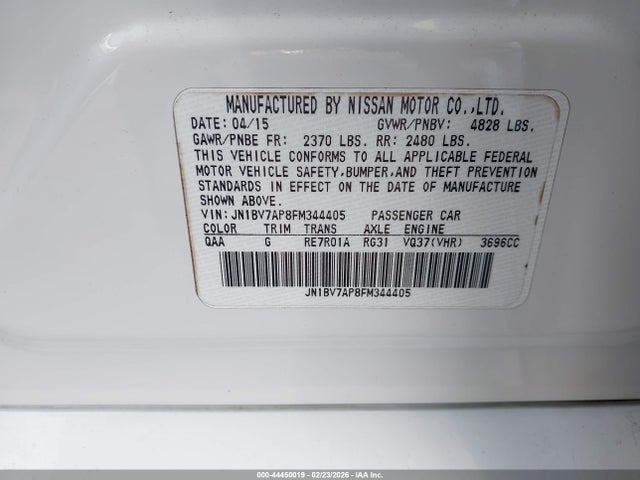 MANUFACTURED BY NISSAN MOTOR CO.,LTD.
DATE: 04/15 GVWR/PNBV: 4828 LBS.
GAWR/PNBE FR: 2370 LBS. RR: 2480 LBS.
THIS VEHICLE CONFORMS TO ALL APPLICABLE FEDERAL
MOTOR VEHICLE SAFETY,BUMPER,AND THEFT PREVENTION
STANDARDS IN EFFECT ON THE DATE OF MANUFACTURE
SHOWN ABOVE.
VIN:JN1BV7AP8FM344405 PASSENGER CAR
COLOR TRIM TRANS AXLE ENGINE
QAA G RE7R01A RG31 VQ37(VHR) 3696CC
JN1BV7AP8FM344405
000-44450019 - 02/23/2026 - IAA Inc.